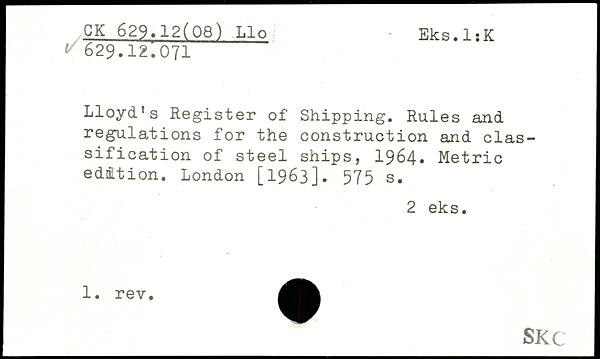 CK 629.12(08) Llo Eks.1:K
629.12.071
Lloyd's Register of Shipping. Rules and
regulations for the construction and clas-
sification of steel ships, 1964. Metric
edition. London [1963]. 575 s.
2 eks.
1. rev.
SKC